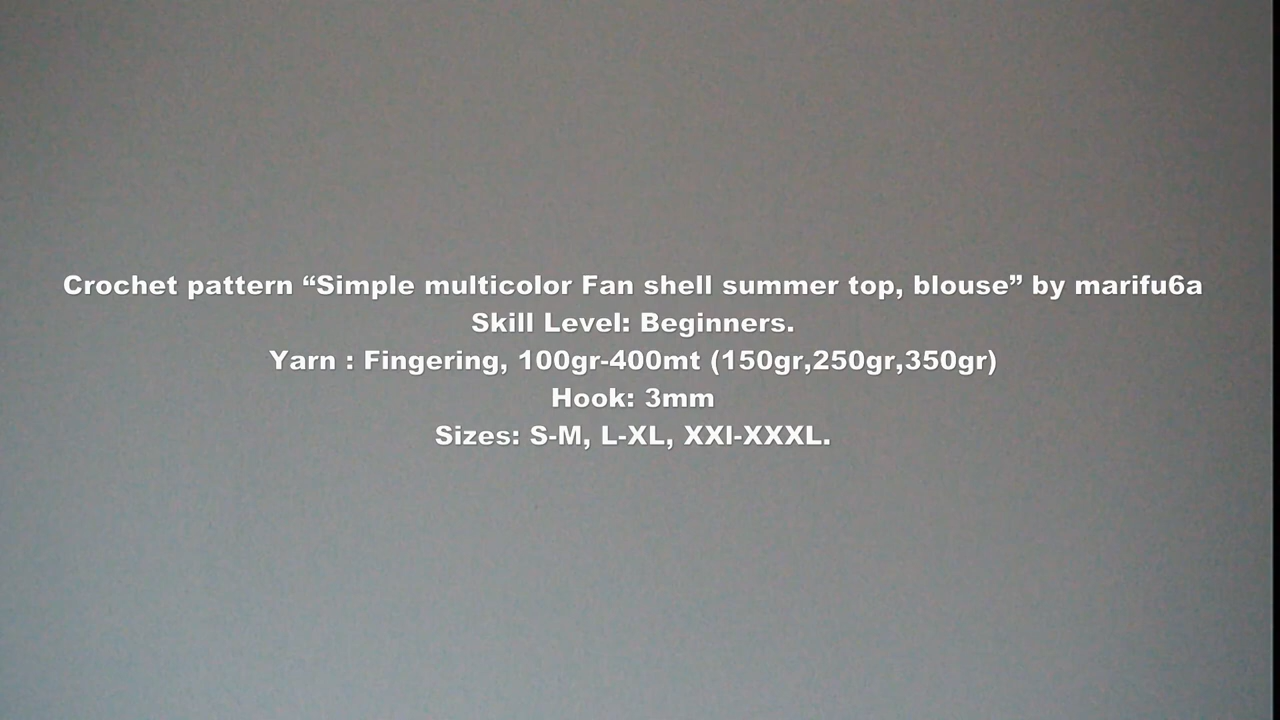 Crochet pattern “Simple multicolor Fan shell summer top, blouse” by marifu6a
Skill Level: Beginners.
Yarn : Fingering, 100gr-400mt (150gr,250gr,350gr)
Hook: 3mm
Sizes: S-M, L-XL, XXl-XXXL.